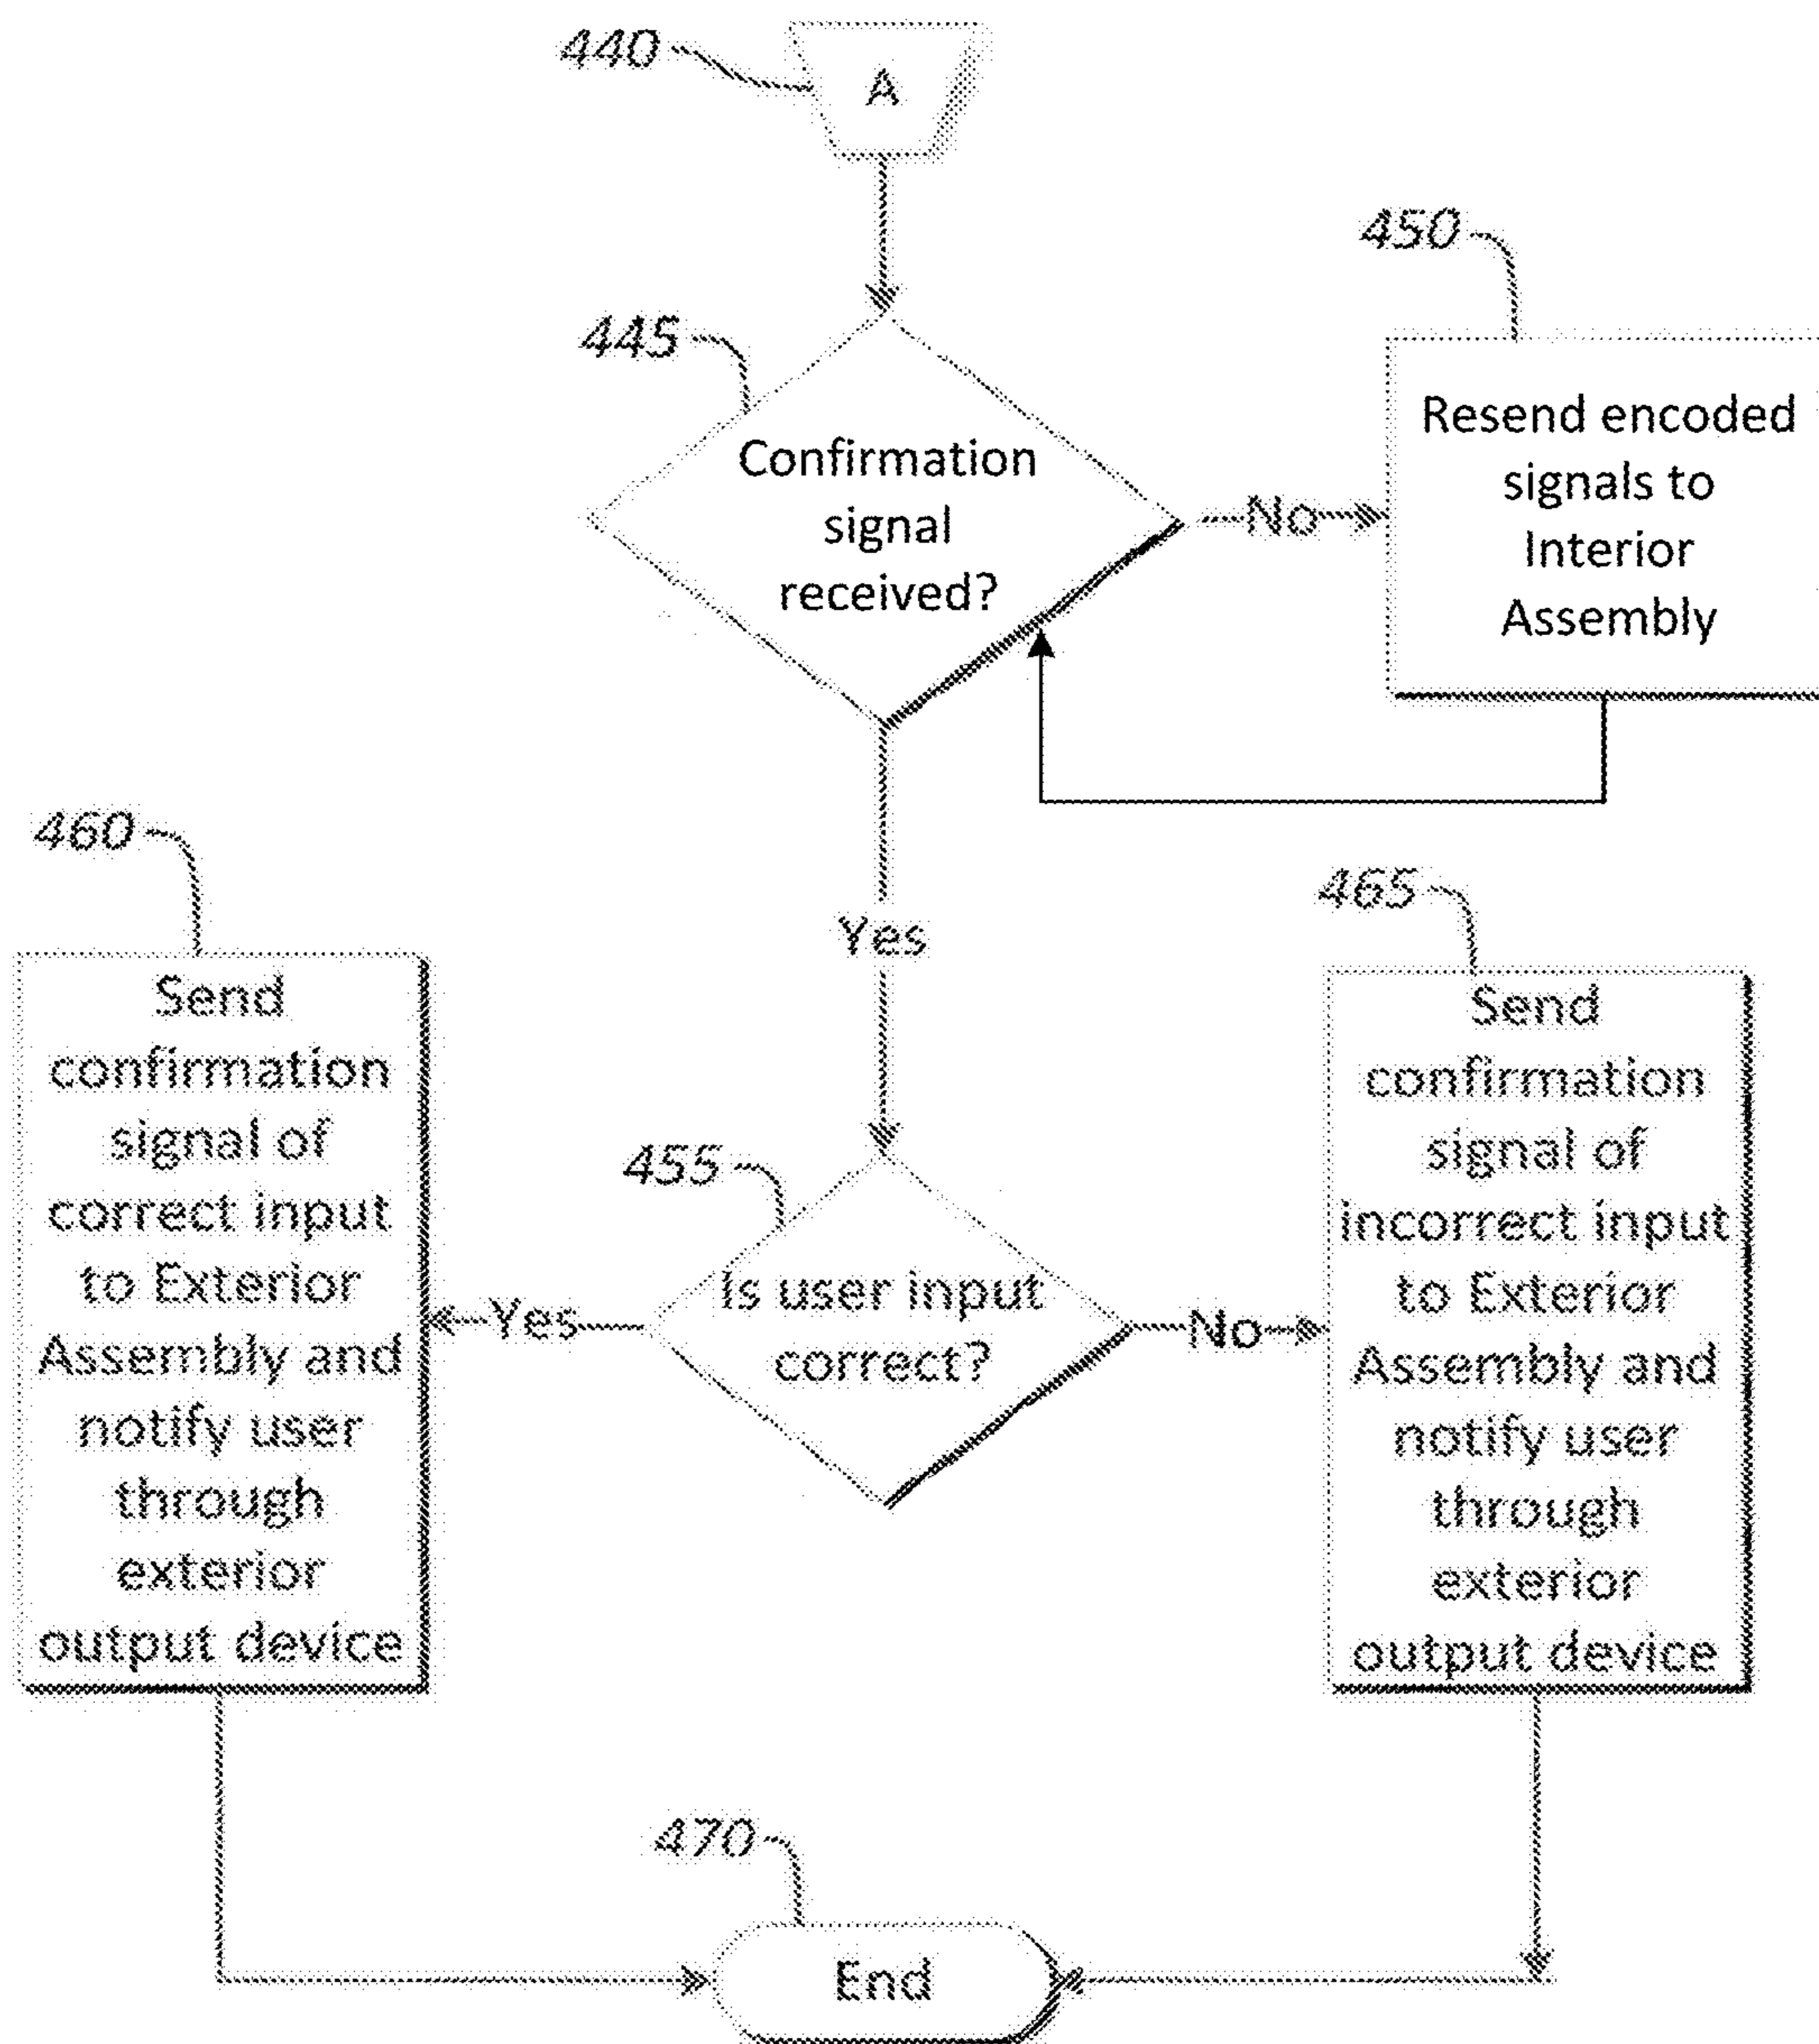 440
A
445
Confirmation
signal
received?
No
450
Resend encoded
signals to
Interior
Assembly
Yes
460
Send
confirmation
signal of
correct input
to Exterior
Assembly and
notify user
through
exterior
output device
455
Is user input
correct?
Yes
No
465
Send
confirmation
signal of
incorrect input
to Exterior
Assembly and
notify user
through
exterior
output device
470
End